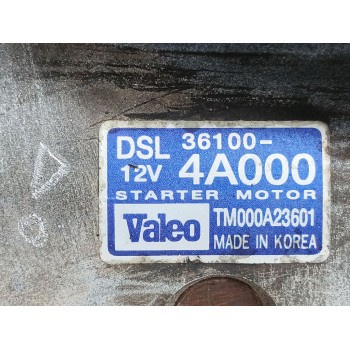 DSL 36100-
12V 4A000
STARTER MOTOR
Valeo TM000A23601
MADE IN KOREA